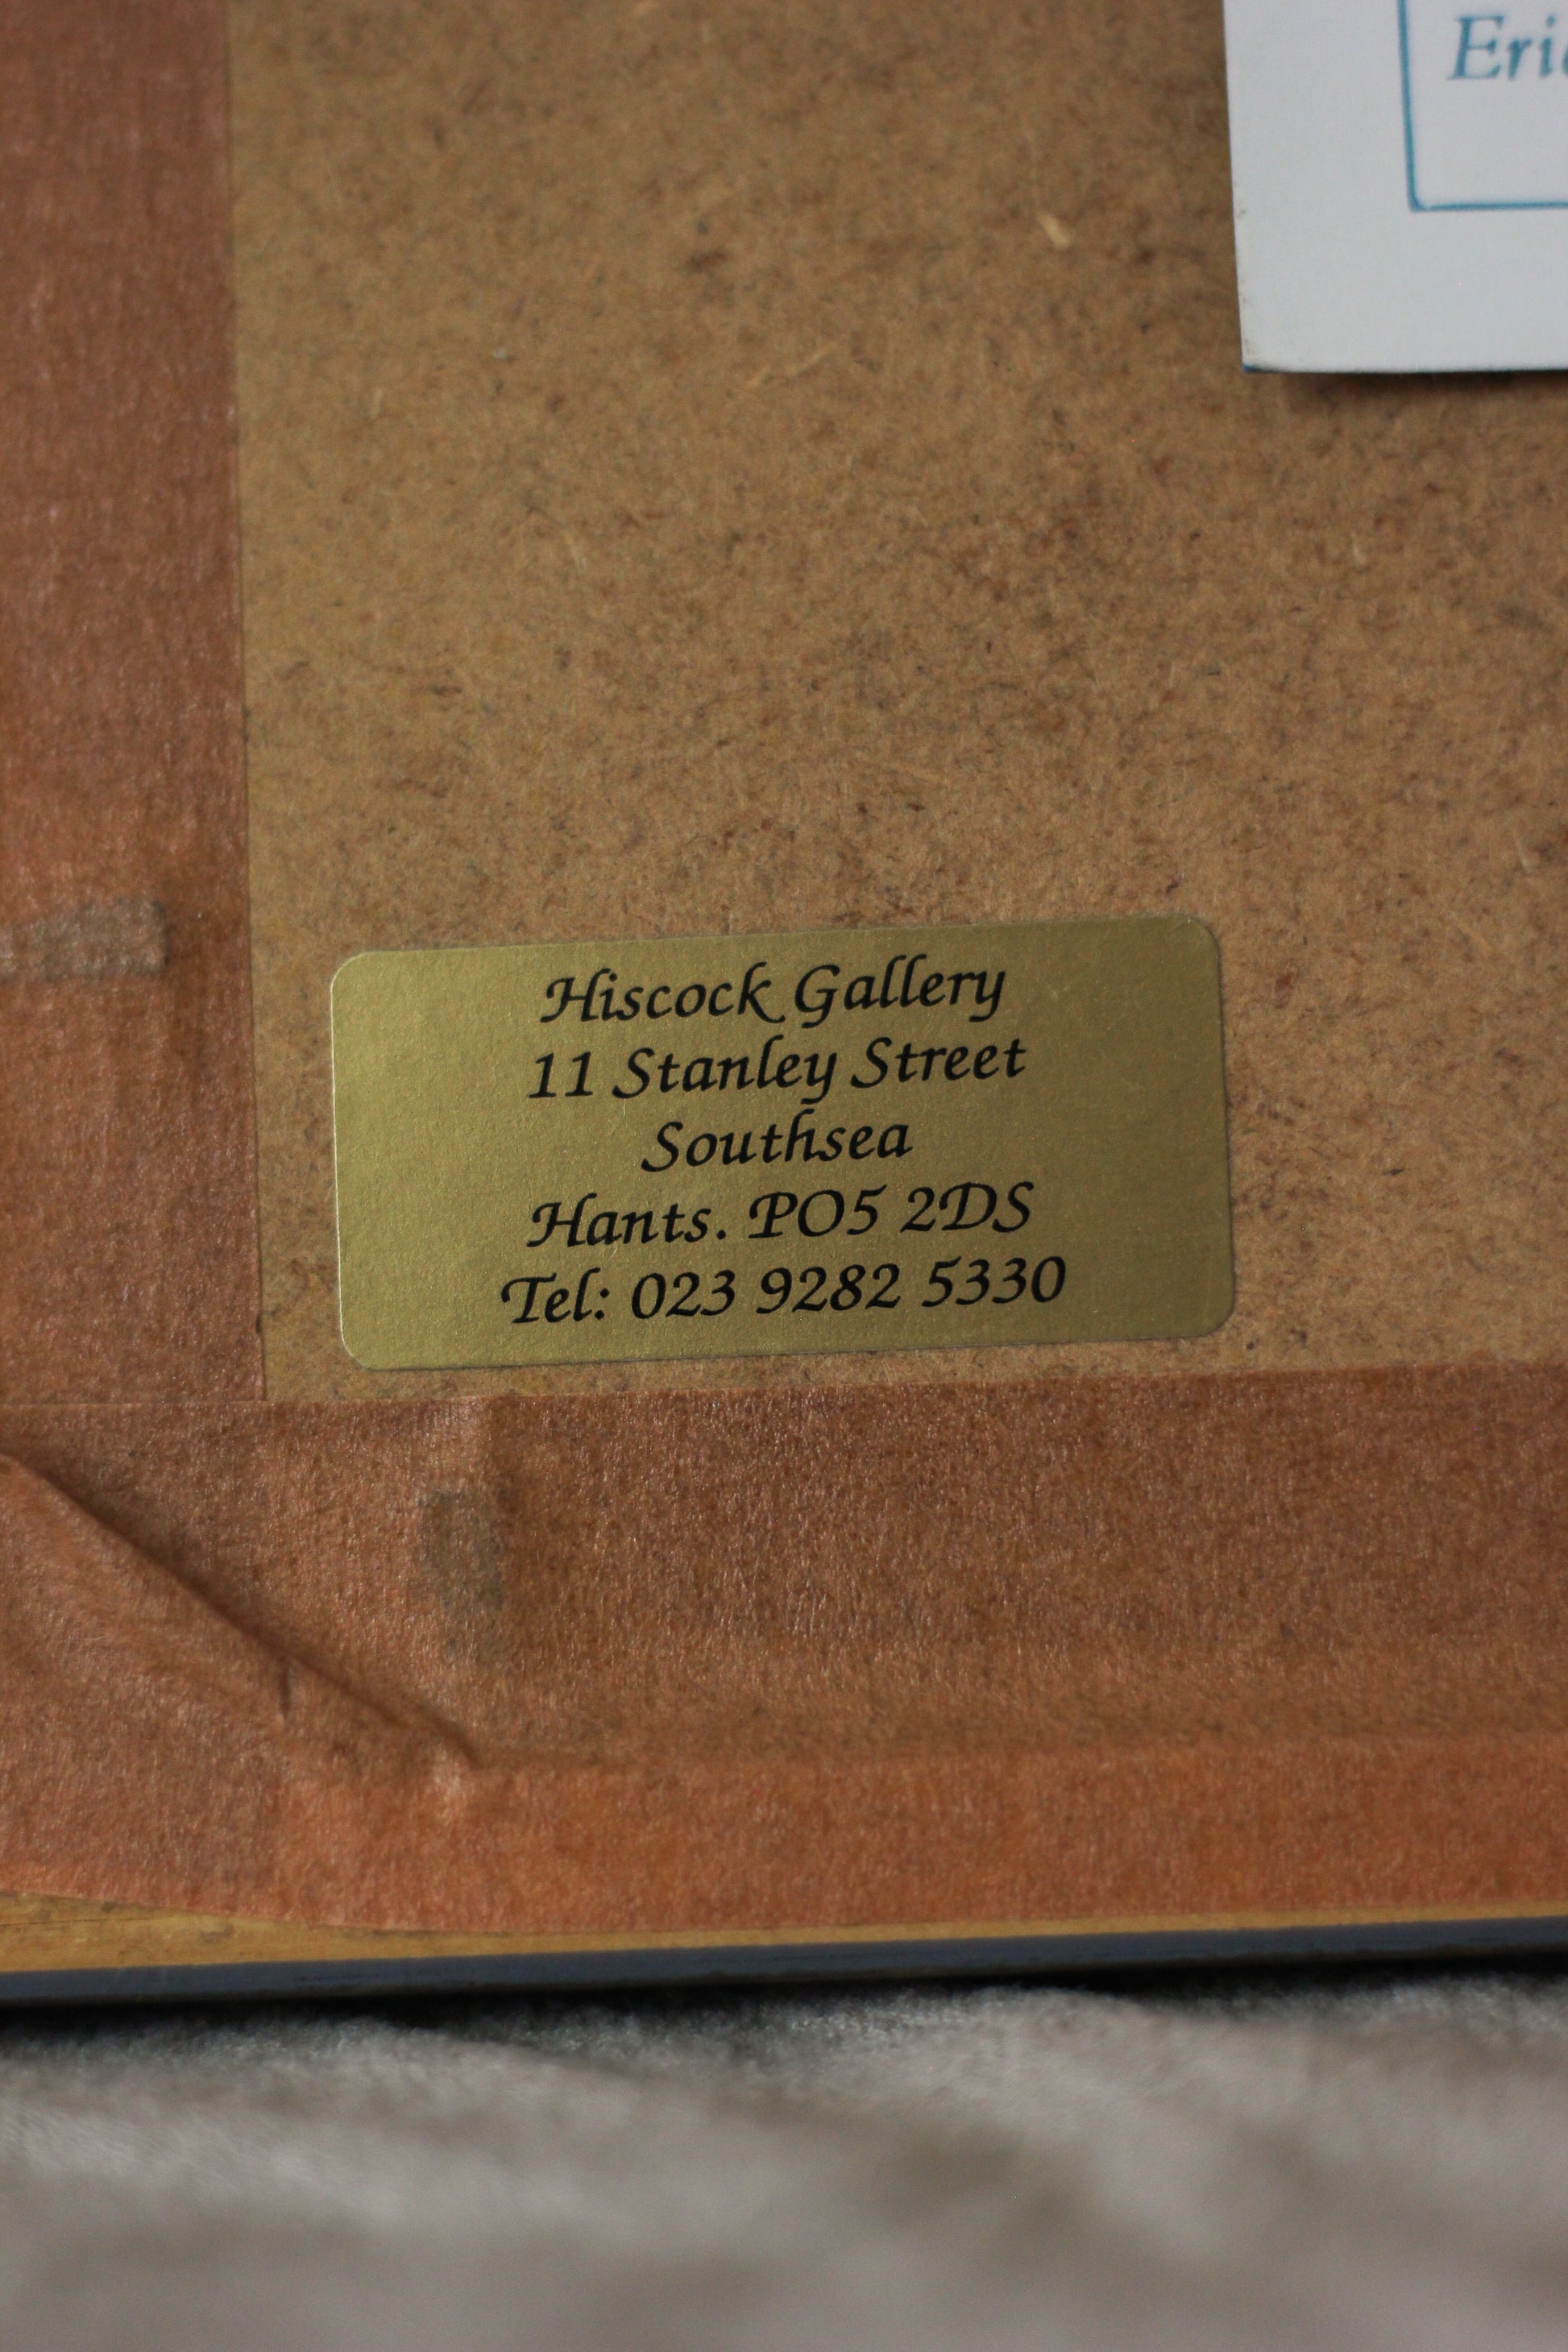 Hiscock Gallery
11 Stanley Street
Southsea
Hants. PO5 2DS
Tel: 023 9282 5330